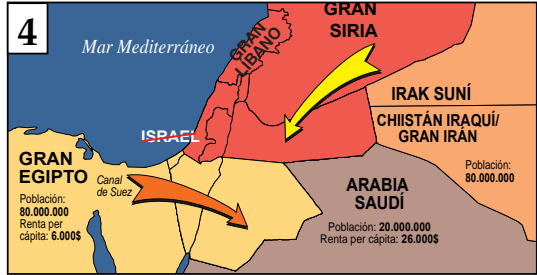 4
Mar Mediterráneo
GRAN
SIRIA
GRAN
LÍBANO
IRAK SUNÍ
CHIISTÁN IRAQUÍ/
GRAN IRÁN
Población:
80.000.000
ISRAEL
GRAN
EGIPTO
Canal
de Suez
Población:
80.000.000
Renta per
cápita: 6.000$
ARABIA
SAUDÍ
Población: 20.000.000
Renta per cápita: 26.000$